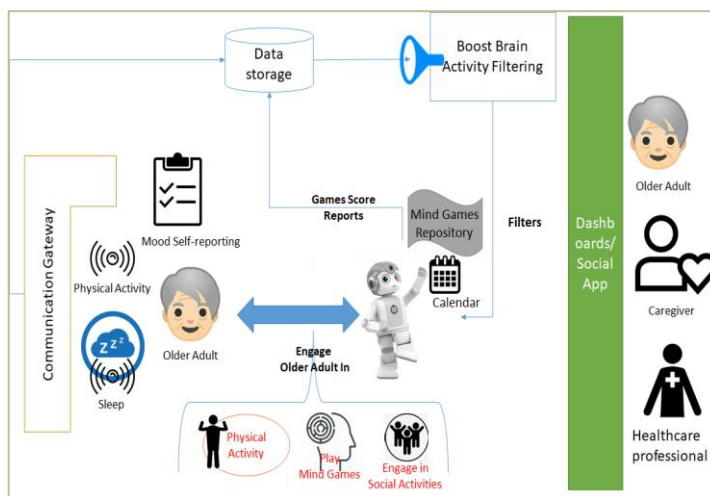 Data
storage
Boost Brain
Activity Filtering
Older Adult
Communication Gateway
Mood Self-reporting
Games Score
Reports
Mind Games
Repository
Filters
Dashb
oards/
Social
App
Physical Activity
Calendar
Caregiver
zzz
Older Adult
Engage
Older Adult In
Sleep
Physical
Activity
Play
Mind Games
Engage in
Social Activities
Healthcare
professional